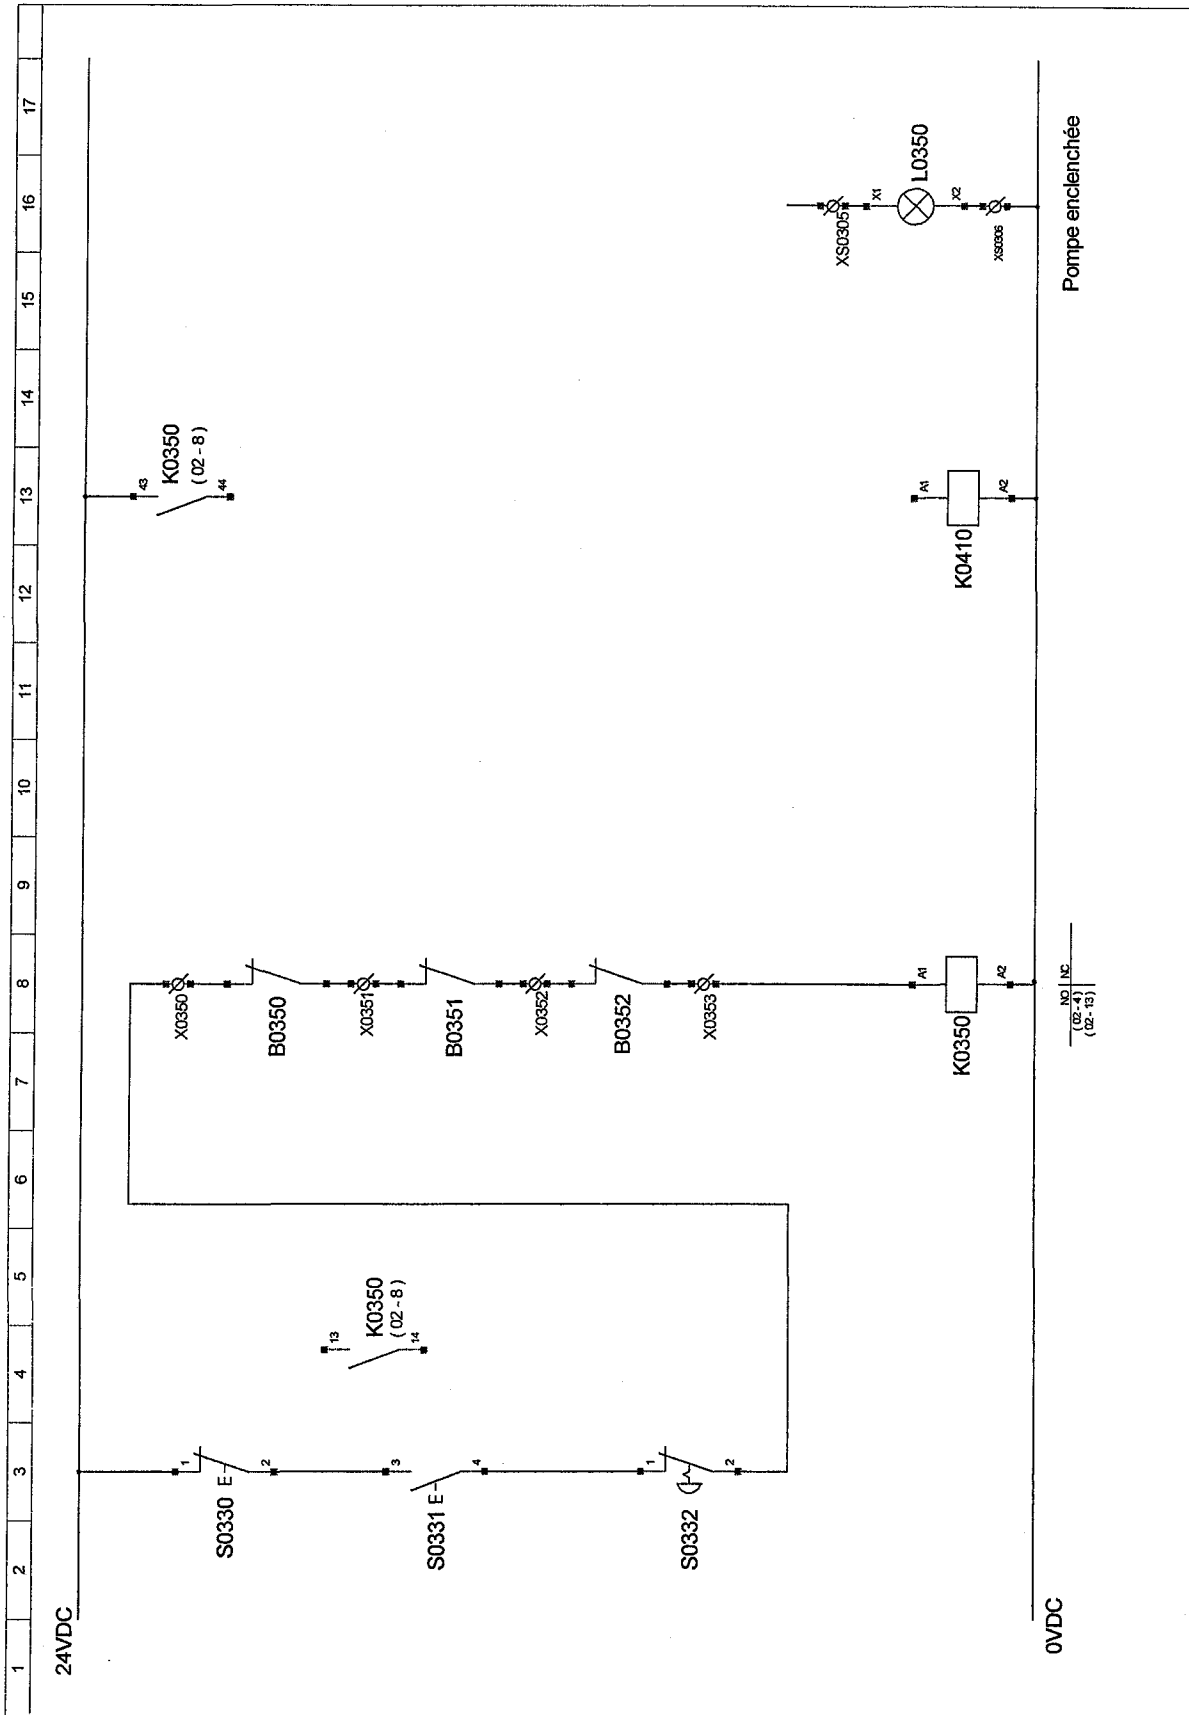 1 2 3 4 5 6 7 8 9 10 11 12 13 14 15 16 17
24VDC
S0330
1
2
S0331
3
4
S0332
1
2
13
K0350
(02-8)
14
X0350
B0350
X0351
B0351
X0352
B0352
X0353
A1
K0350
A2
NO NC
(02-4)
(02-13)
43
K0350
(02-8)
44
A1
K0410
A2
XS0305
X1
L0350
X2
XS0306
Pompe enclenchée
0VDC